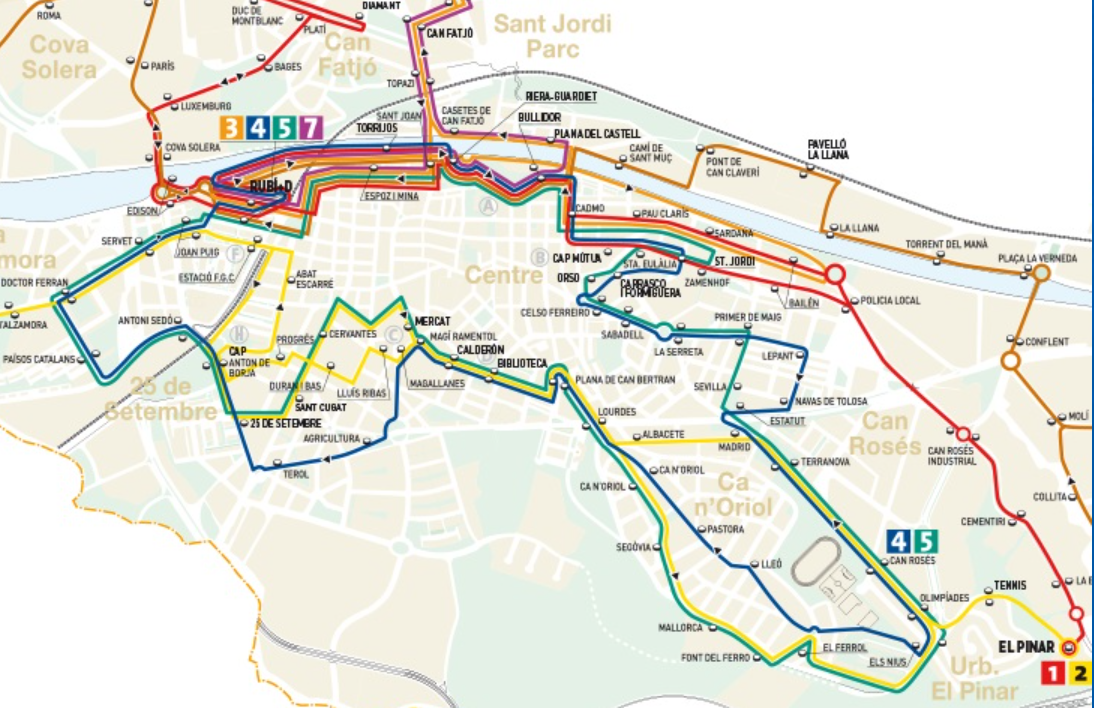 ROMA
DUC DE
MONTBLANC
DIAMANT
PLATÍ
CAN FATJÓ
Sant Jordi
Parc
Cova
Solera
Can
Fatjó
PARÍS
BAGES
TOPAZI
LUXEMBURG
SANT JOAN
CASETES DE
CAN FATJÓ
RIERA-GUARDIET
BULLIDOR
3 4 5 7
TORRIJOS
PLANA DEL CASTELL
COVA SOLERA
CAMÍ DE
SANT MUÇ
PONT DE
CAN CLAVERÍ
PAVELLÓ
LA LLANA
RUBÍ+D
EDISON
ESPOZ I MINA
A
CADMO
PAU CLARÍS
SARDANA
LA LLANA
TORRENT DEL MANÀ
PLAÇA LA VERNEDA
SERVET
JOAN PUIG
F
ESTACIÓ F.G.C.
B
CAP MÚTUA
STA. EULÀLIA
ST. JORDI
mora
DOCTOR FERRAN
ABAT
ESCARRÉ
Centre
ORSO
CARRASCO
I FORMIGUERA
ZAMENHOF
BAILÉN
POLICIA LOCAL
TALZAMORA
ANTONI SEDÓ
H
PROGRÉS
CERVANTES
C
MERCAT
MAGÍ RAMENTOL
CELSO FERREIRO
SABADELL
PRIMER DE MAIG
CONFLENT
PAÏSOS CATALANS
CAP
ANTON DE
BORJA
CALDERÓN
BIBLIOTECA
LA SERRETA
LEPANT
DURAN I BAS
LLUÍS RIBAS
MAGALLANES
PLANA DE CAN BERTRAN
SEVILLA
25 de
Setembre
SANT CUGAT
25 DE SETEMBRE
LOURDES
NAVAS DE TOLOSA
ESTATUT
MOLÍ
AGRICULTURA
ALBACETE
MADRID
Can
Rosés
CAN ROSÉS
INDUSTRIAL
TEROL
CA N'ORIOL
TERRANOVA
CA N'ORIOL
Ca
n'Oriol
COLLITA
PASTORA
CEMENTIRI
SEGÒVIA
4 5
LLEÓ
CAN ROSÉS
TENNIS
LA B
OLIMPÍADES
MALLORCA
EL FERROL
EL PINAR
FONT DEL FERRO
ELS NIUS
Urb.
El Pinar
1 2